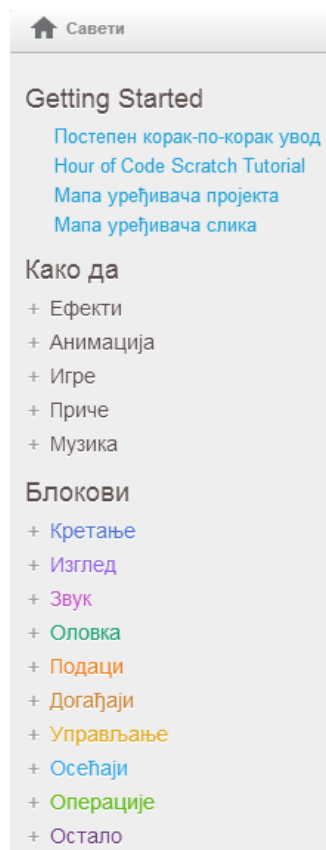 Савети
Getting Started
Постепен корак-по-корак увод
Hour of Code Scratch Tutorial
Мапа уређивача пројекта
Мапа уређивача слика
Како да
+ Ефекти
+ Анимација
+ Игре
+ Приче
+ Музика
Блокови
+ Кретање
+ Изглед
+ Звук
+ Оловка
+ Подаци
+ Догађаји
+ Управљање
+ Осећаји
+ Операције
+ Остало